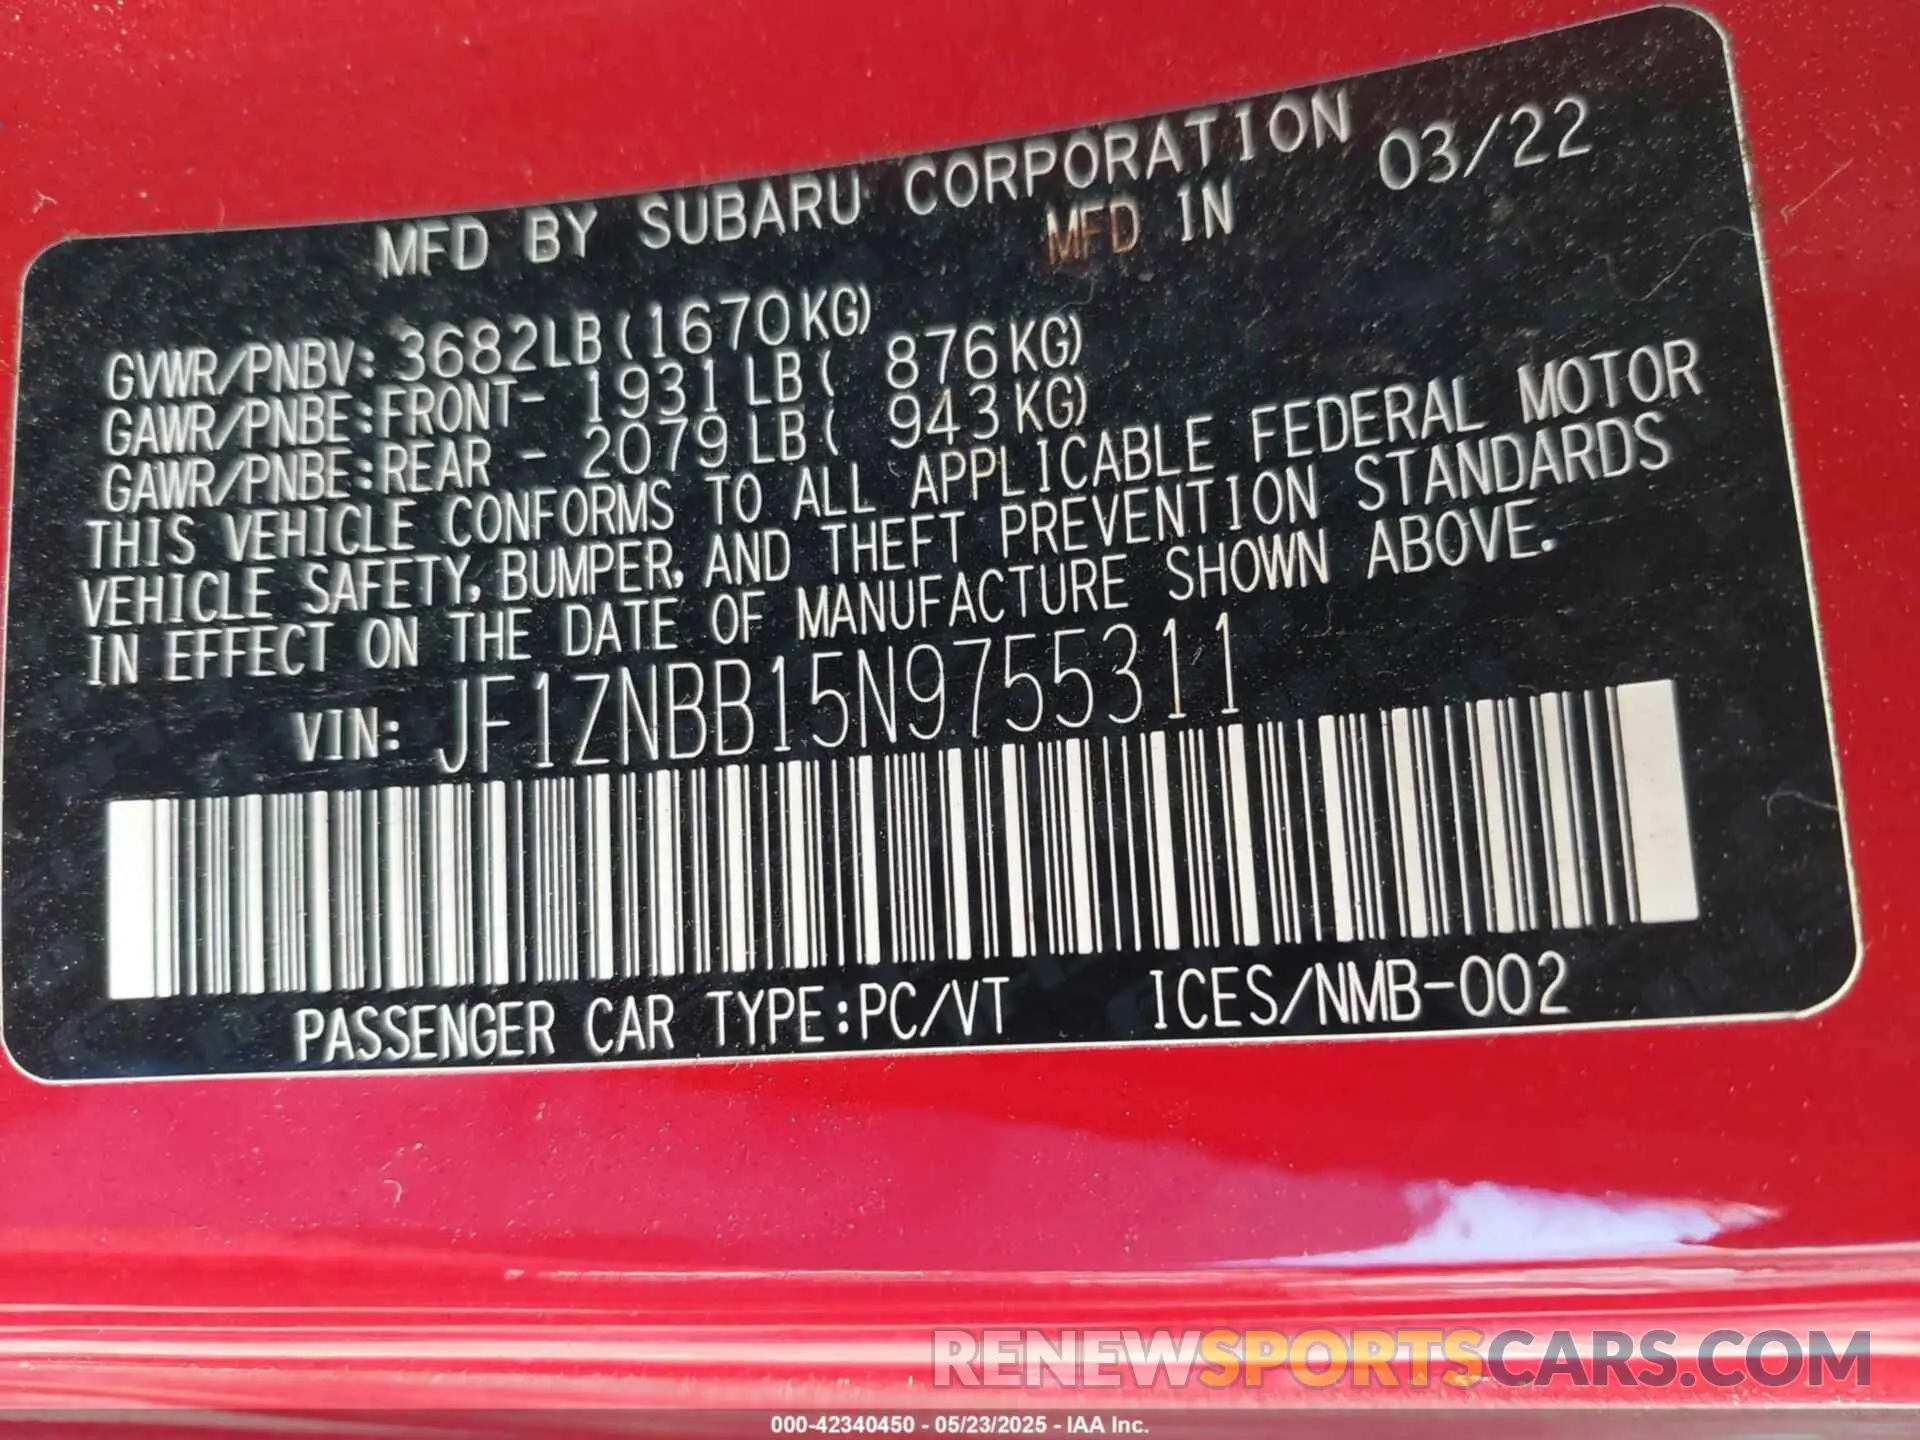 MFD BY SUBARU CORPORATION 03/22
MFD IN
GVWR/PNBV: 3682LB(1670KG)
GAWR/PNBE:FRONT- 1931LB( 876KG)
GAWR/PNBE:REAR - 2079LB( 943KG)
THIS VEHICLE CONFORMS TO ALL APPLICABLE FEDERAL MOTOR
VEHICLE SAFETY, BUMPER, AND THEFT PREVENTION STANDARDS
IN EFFECT ON THE DATE OF MANUFACTURE SHOWN ABOVE.
VIN: JF1ZNBB15N9755311
PASSENGER CAR TYPE:PC/VT ICES/NMB-002
RENEWSPORTSCARS.COM
000-42340450 - 05/23/2025 - IAA Inc.